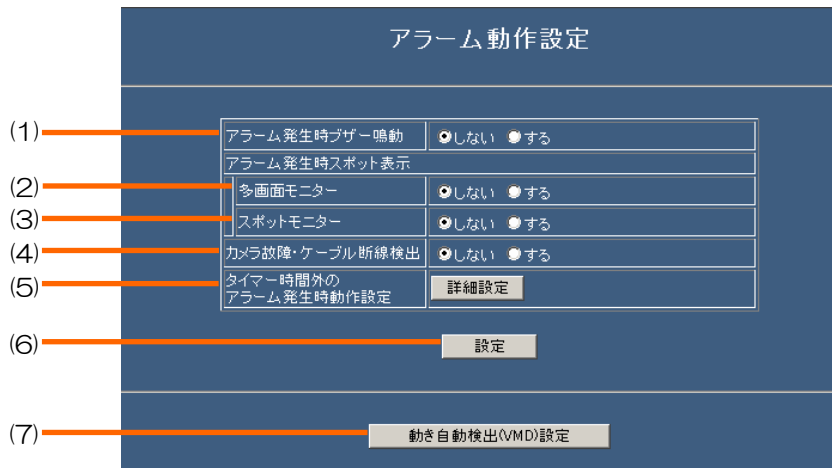 アラーム動作設定
(1) アラーム発生時ブザー鳴動 しない する
アラーム発生時スポット表示
(2) 多画面モニター しない する
(3) スポットモニター しない する
(4) カメラ故障・ケーブル断線検出 しない する
(5) タイマー時間外の
アラーム発生時動作設定 詳細設定
(6) 設定
(7) 動き自動検出(VMD)設定